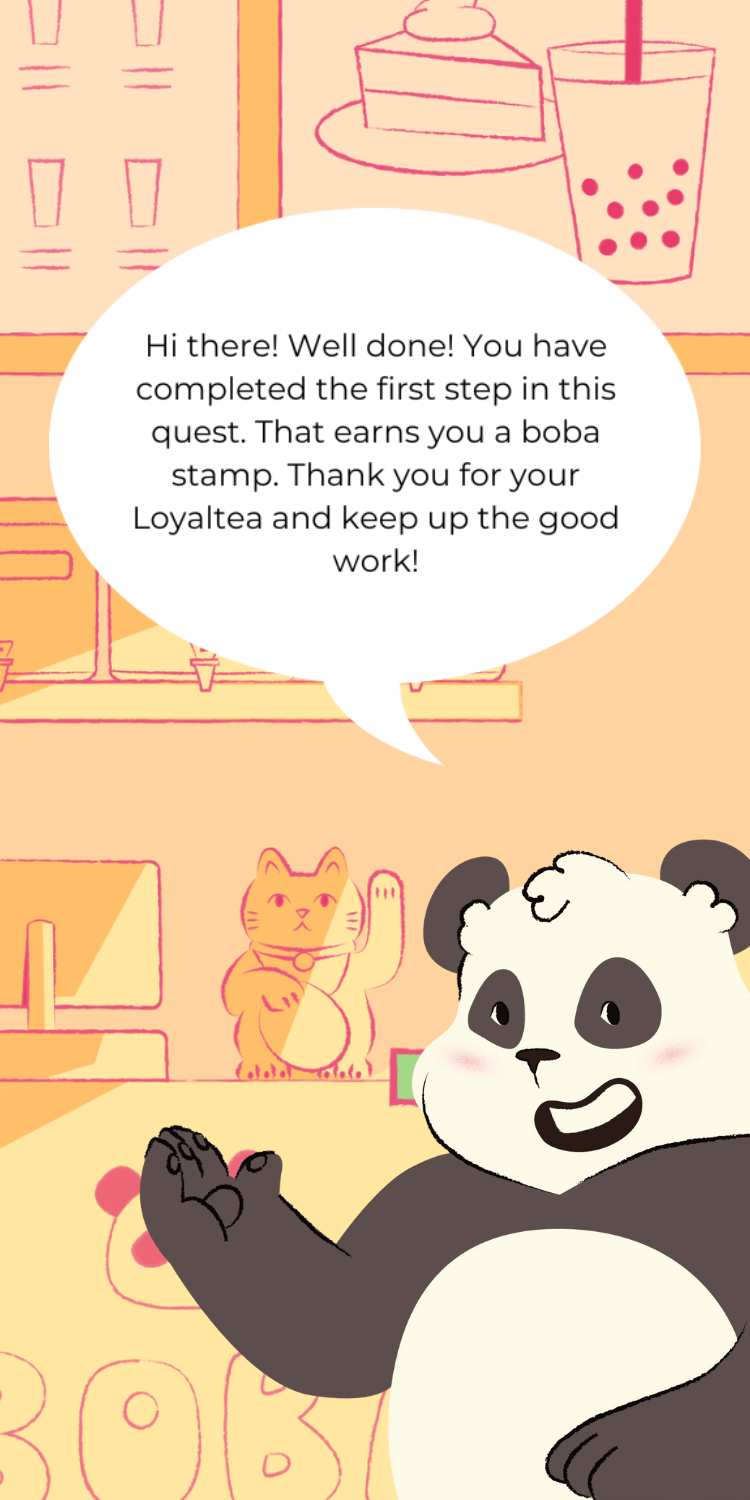 Hi there! Well done! You have
completed the first step in this
quest. That earns you a boba
stamp. Thank you for your
Loyaltea and keep up the good
work!
BOB